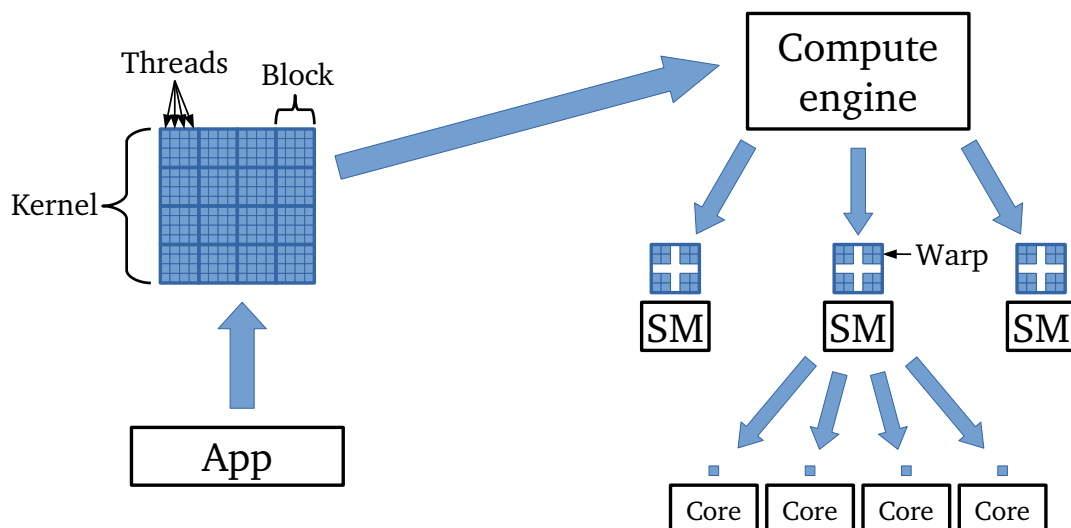 Threads
Block
Kernel
App
Compute
engine
Warp
SM
SM
SM
Core
Core
Core
Core